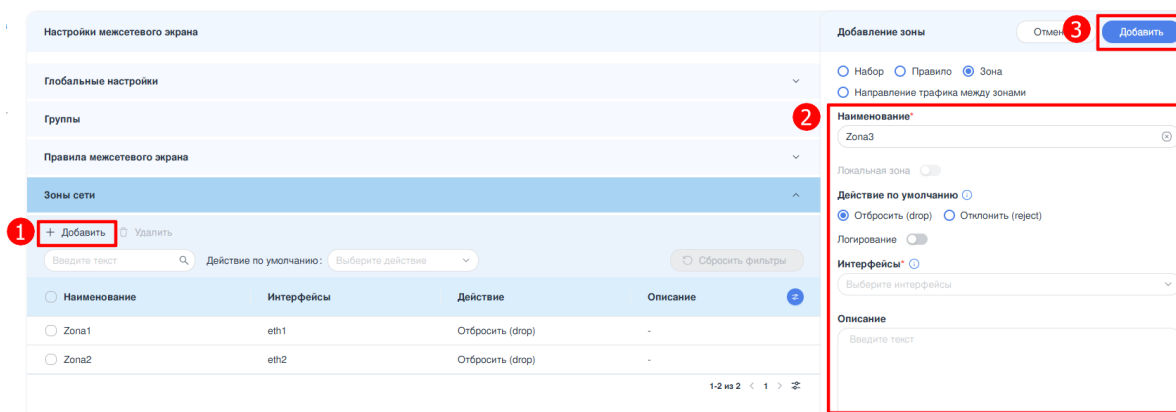 Настройки межсетевого экрана
Глобальные настройки
Группы
Правила межсетевого экрана
Зоны сети
1
+ Добавить Удалить
Введите текст Действие по умолчанию: Выберите действие Сбросить фильтры
Наименование Интерфейсы Действие Описание
Zona1 eth1 Отбросить (drop) -
Zona2 eth2 Отбросить (drop) -
1-2 из 2 < 1 >
Добавление зоны Отмен 3 Добавить
Набор Правило Зона
Направление трафика между зонами
2
Наименование*
Zona3
Локальная зона
Действие по умолчанию
Отбросить (drop) Отклонить (reject)
Логирование
Интерфейсы*
Выберите интерфейсы
Описание
Введите текст